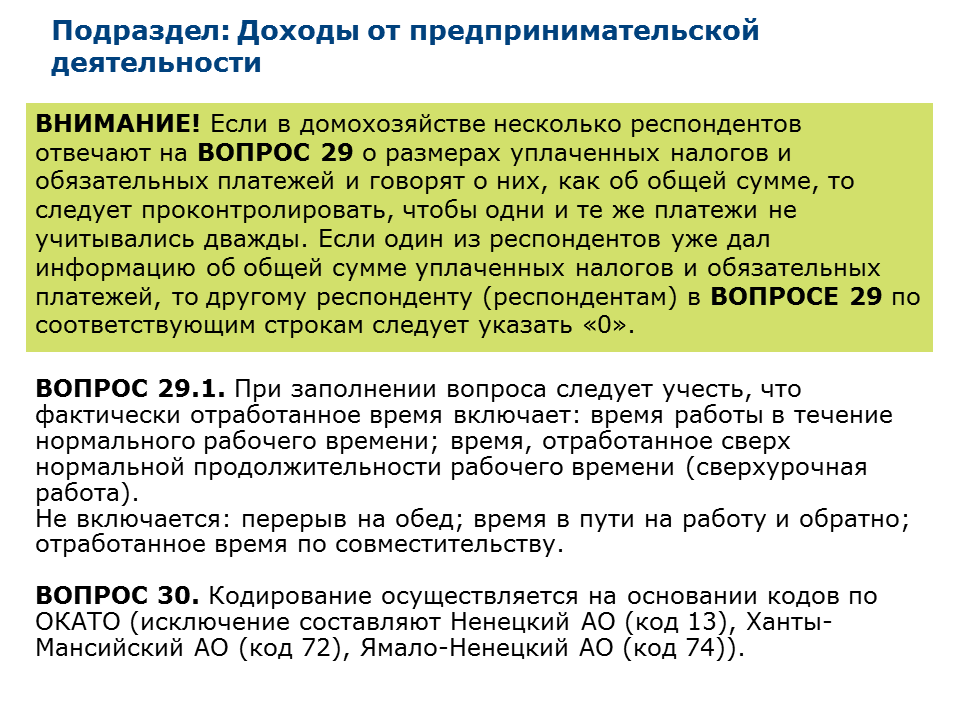 Подраздел: Доходы от предпринимательской
деятельности
ВНИМАНИЕ! Если в домохозяйстве несколько респондентов
отвечают на ВОПРОС 29 о размерах уплаченных налогов и
обязательных платежей и говорят о них, как об общей сумме, то
следует проконтролировать, чтобы одни и те же платежи не
учитывались дважды. Если один из респондентов уже дал
информацию об общей сумме уплаченных налогов и обязательных
платежей, то другому респонденту (респондентам) в ВОПРОСЕ 29 по
соответствующим строкам следует указать «0».
ВОПРОС 29.1. При заполнении вопроса следует учесть, что
фактически отработанное время включает: время работы в течение
нормального рабочего времени; время, отработанное сверх
нормальной продолжительности рабочего времени (сверхурочная
работа).
Не включается: перерыв на обед; время в пути на работу и обратно;
отработанное время по совместительству.
ВОПРОС 30. Кодирование осуществляется на основании кодов по
ОКАТО (исключение составляют Ненецкий АО (код 13), Ханты-
Мансийский АО (код 72), Ямало-Ненецкий АО (код 74)).